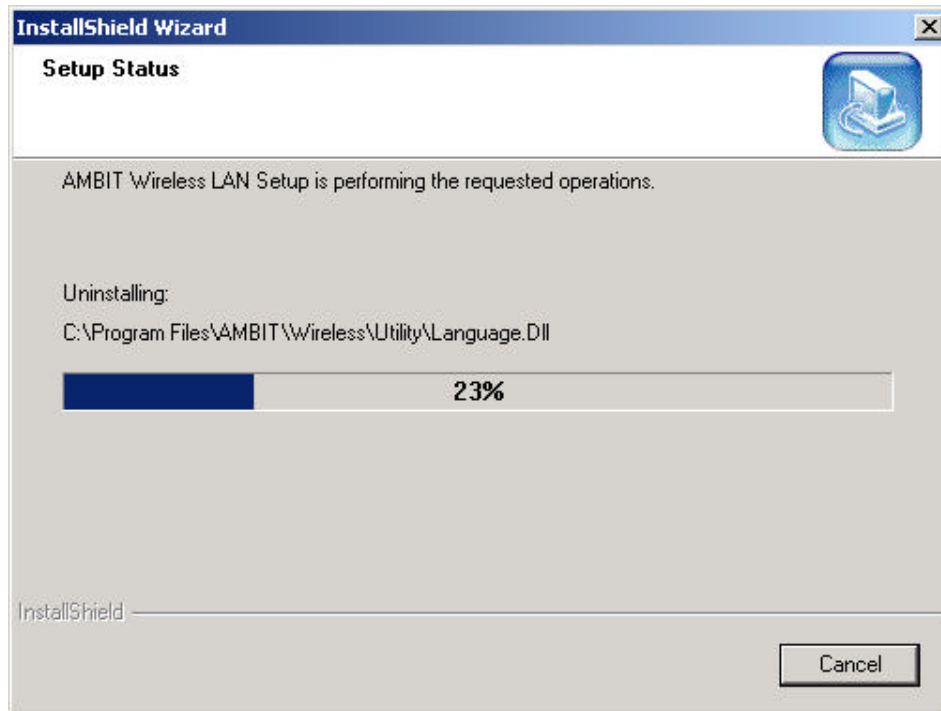 InstallShield Wizard
Setup Status
AMBIT Wireless LAN Setup is performing the requested operations.
Uninstalling:
C:\Program Files\AMBIT\Wireless\Utility\Language.Dll
23%
InstallShield
Cancel